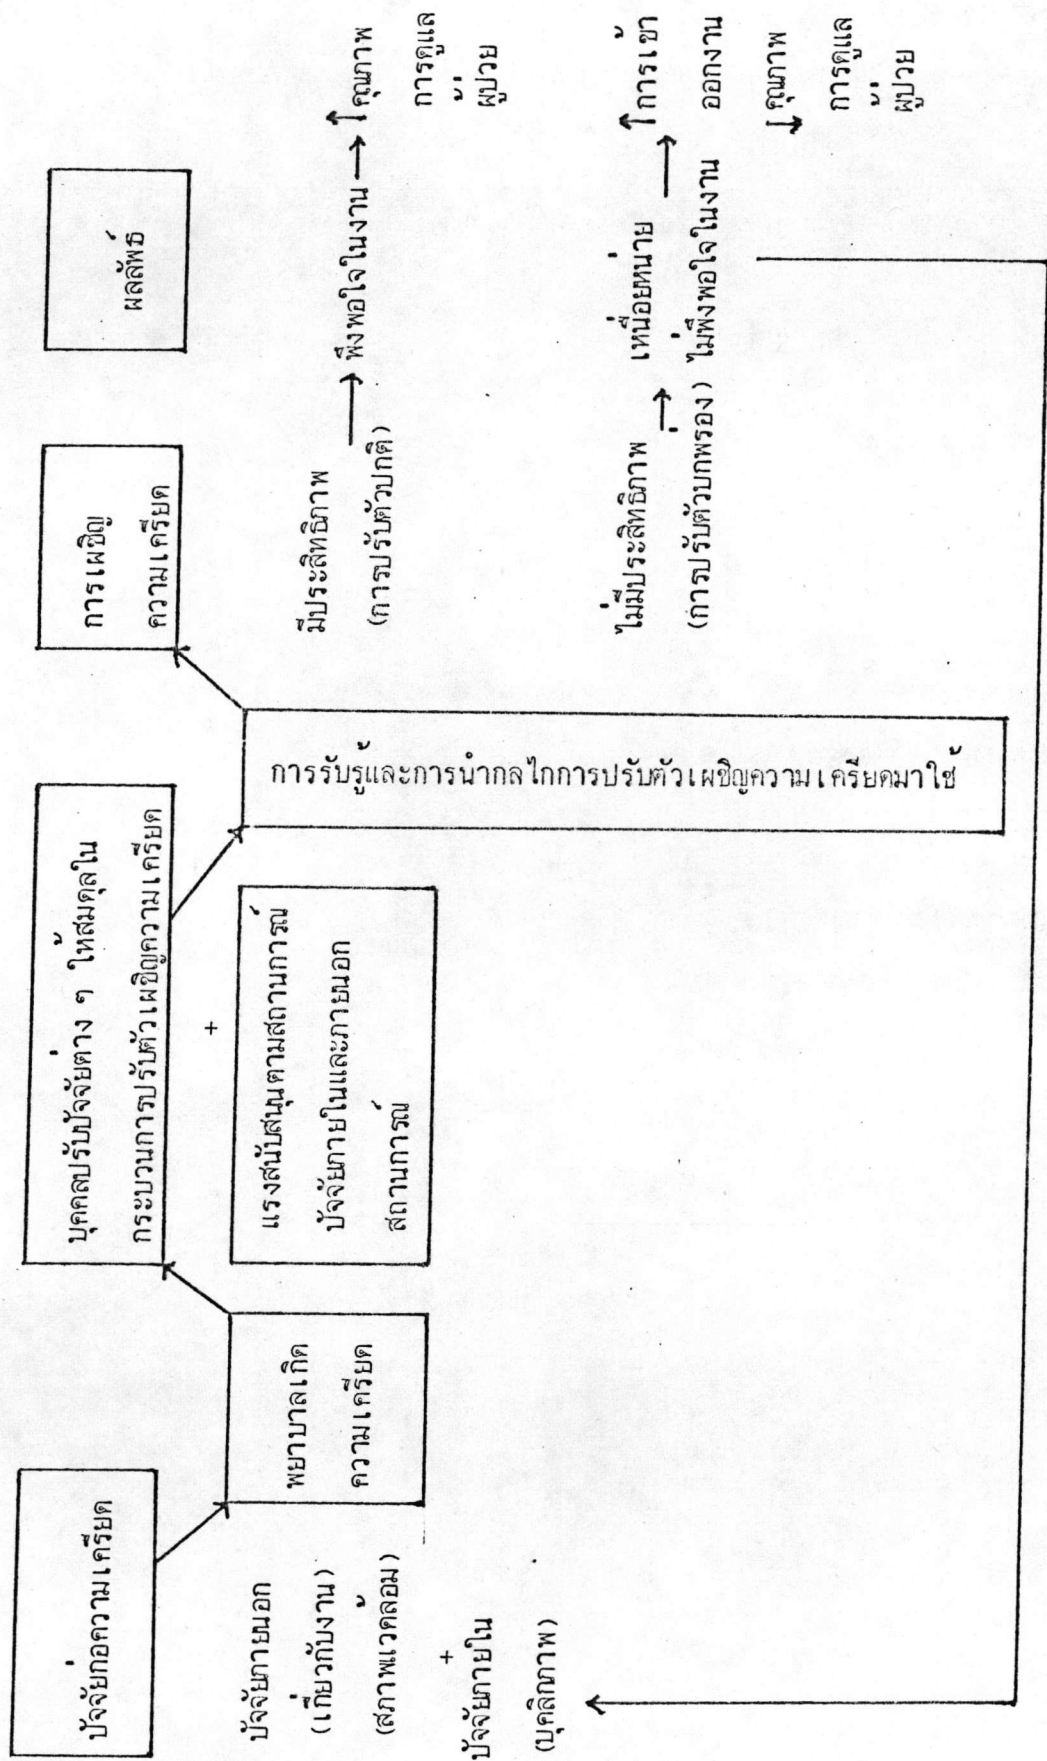 ปัจจัยก่อความเครียด
ปัจจัยภายนอก
(เกี่ยวกับงาน)
(สภาพแวดล้อม)
+
ปัจจัยภายใน
(บุคลิกภาพ)
พยาบาลเกิด
ความเครียด
บุคคลปรับปัจจัยต่าง ๆ ให้สมดุลใน
กระบวนการปรับตัวเผชิญความเครียด
+
แรงสนับสนุนตามสถานการณ์
ปัจจัยภายในและภายนอก
สถานการณ์
การรับรู้และการนำกลไกการปรับตัวเผชิญความเครียดมาใช้
การเผชิญ
ความเครียด
มีประสิทธิภาพ
(การปรับตัวปกติ)
ไม่มีประสิทธิภาพ
(การปรับตัวบกพร่อง)
ผลลัพธ์
พึงพอใจในงาน
↑คุณภาพ
การดูแล
ผู้ป่วย
เหนื่อยหน่าย
ไม่พึงพอใจในงาน
↑การเข้า
ออกงาน
↓คุณภาพ
การดูแล
ผู้ป่วย